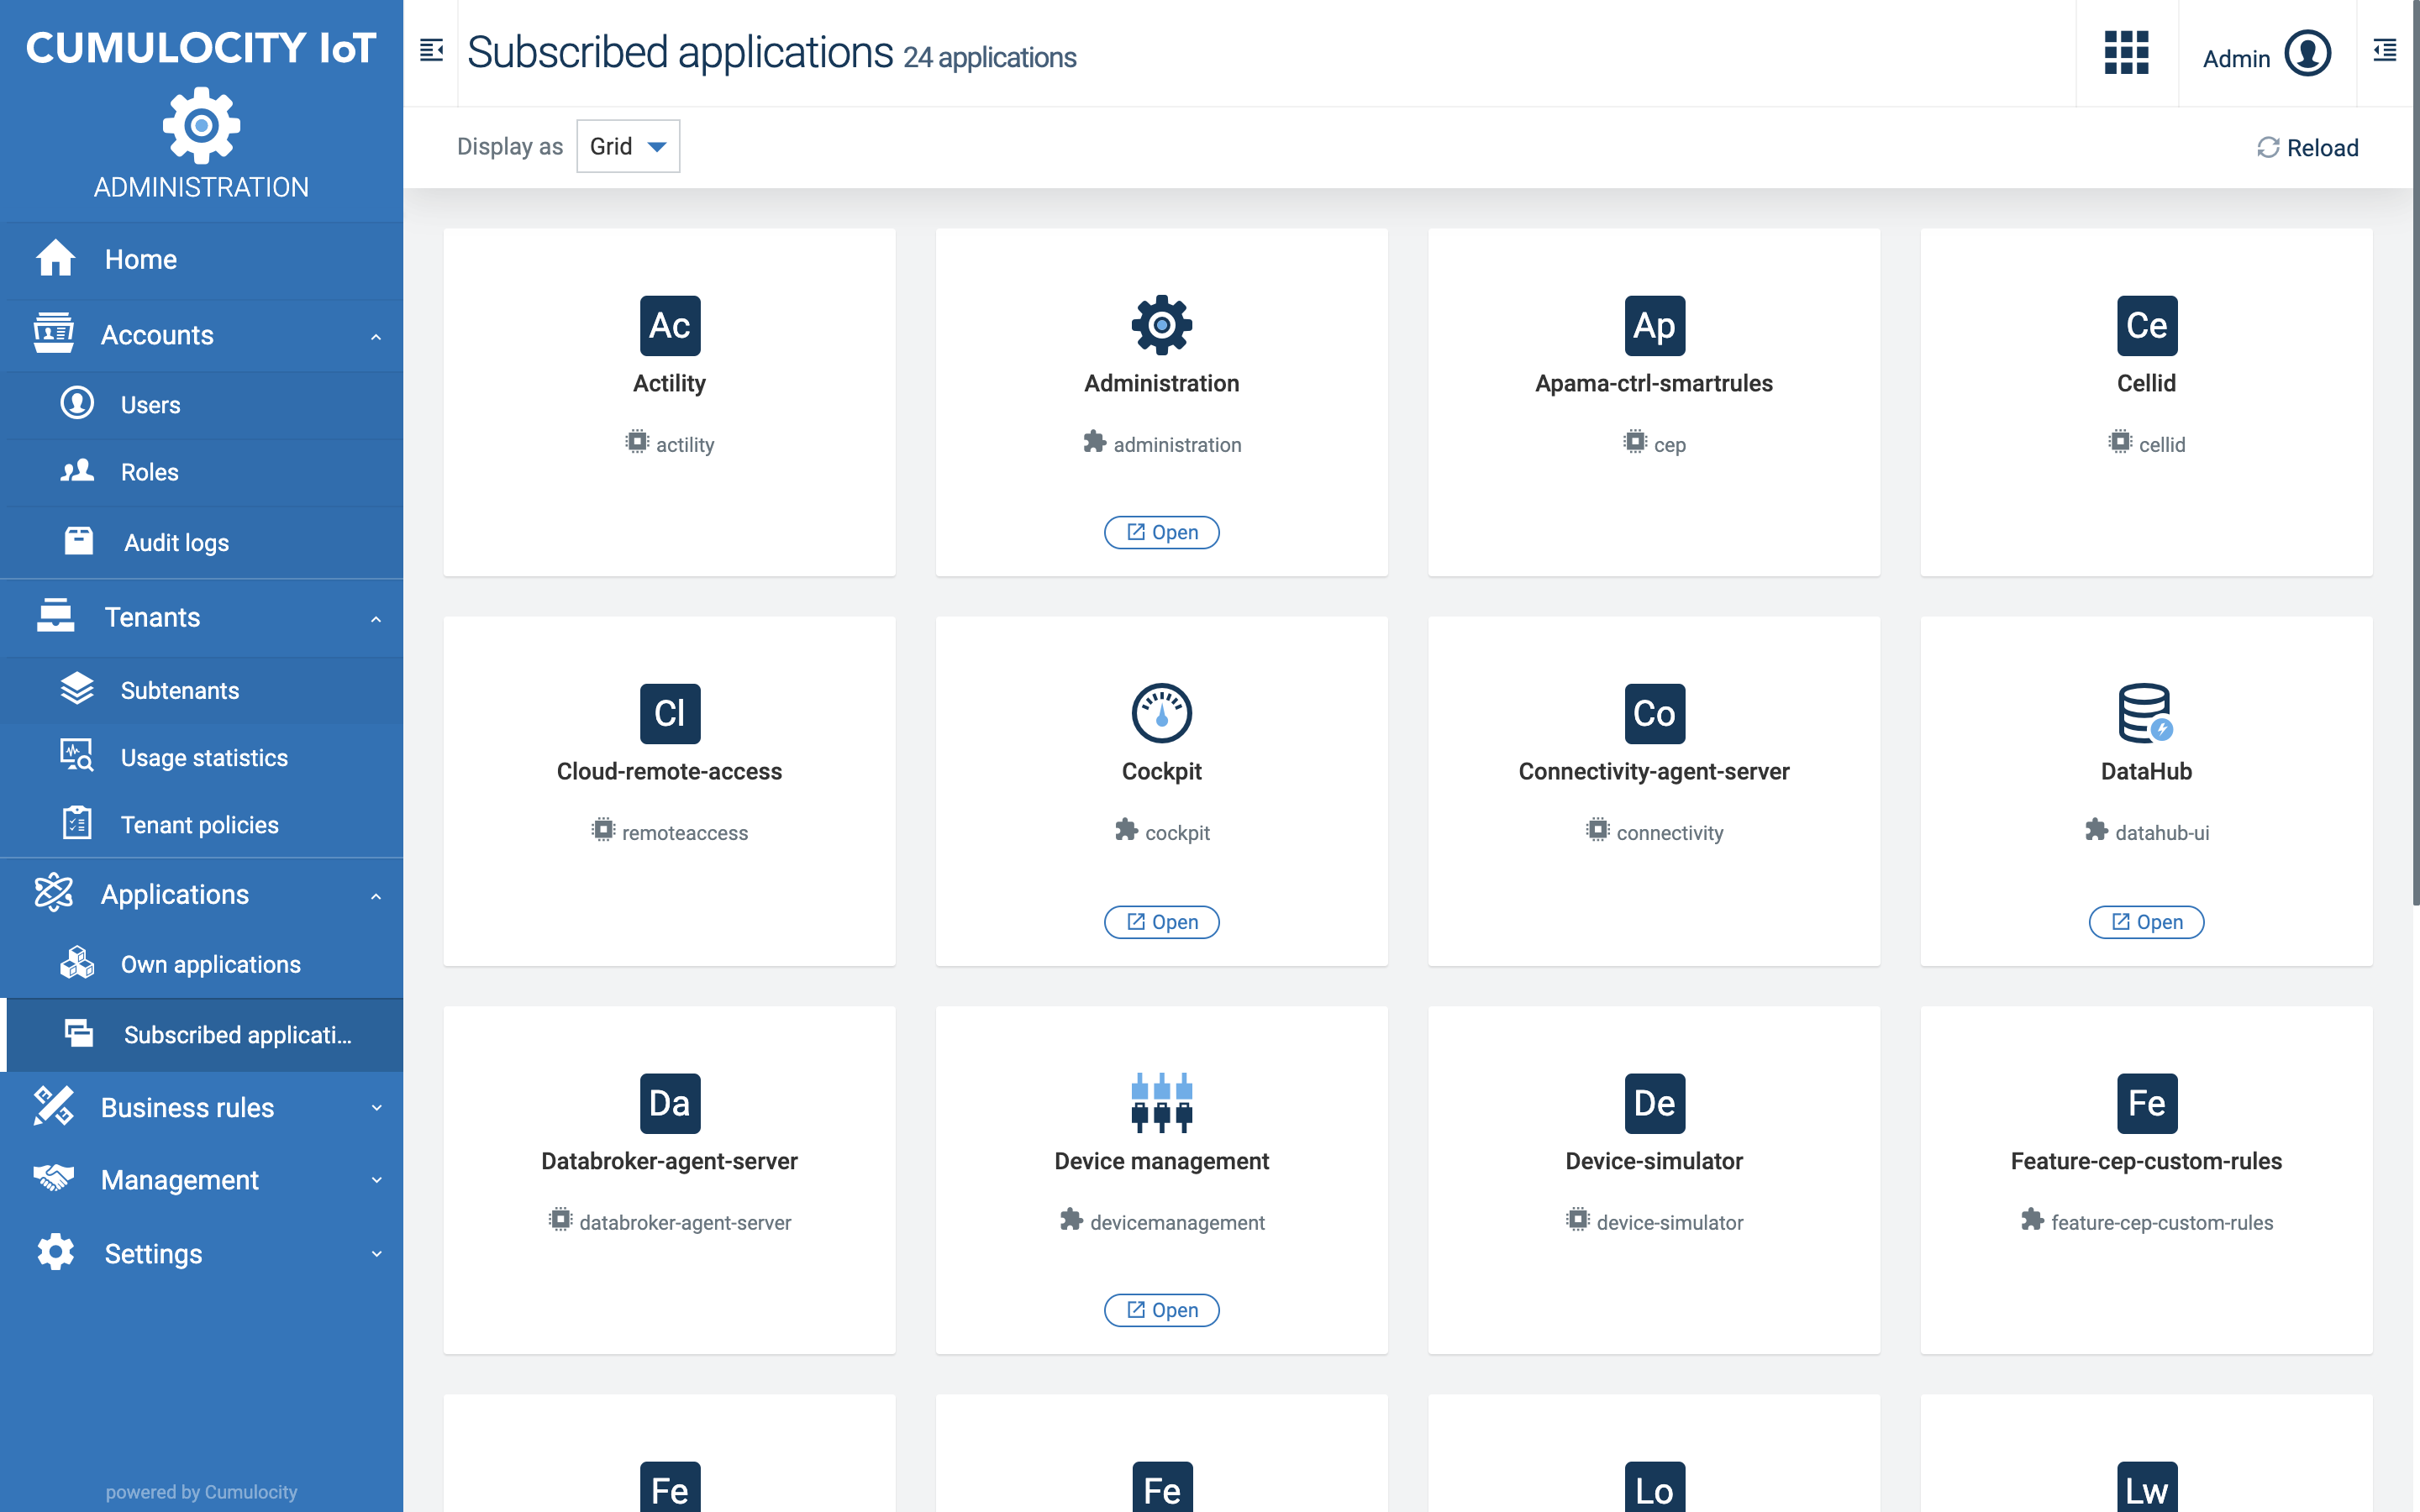 CUMULOCITY IoT
ADMINISTRATION
Home
Accounts
Users
Roles
Audit logs
Tenants
Subtenants
Usage statistics
Tenant policies
Applications
Own applications
Subscribed applicati...
Business rules
Management
Settings
powered by Cumulocity
Subscribed applications 24 applications
Admin
Display as Grid
Reload
Ac
Actility
actility
Administration
administration
Open
Ap
Apama-ctrl-smartrules
cep
Ce
Cellid
cellid
Cl
Cloud-remote-access
remoteaccess
Cockpit
cockpit
Open
Co
Connectivity-agent-server
connectivity
DataHub
datahub-ui
Open
Da
Databroker-agent-server
databroker-agent-server
Device management
devicemanagement
Open
De
Device-simulator
device-simulator
Fe
Feature-cep-custom-rules
feature-cep-custom-rules
Fe
Fe
Lo
Lw